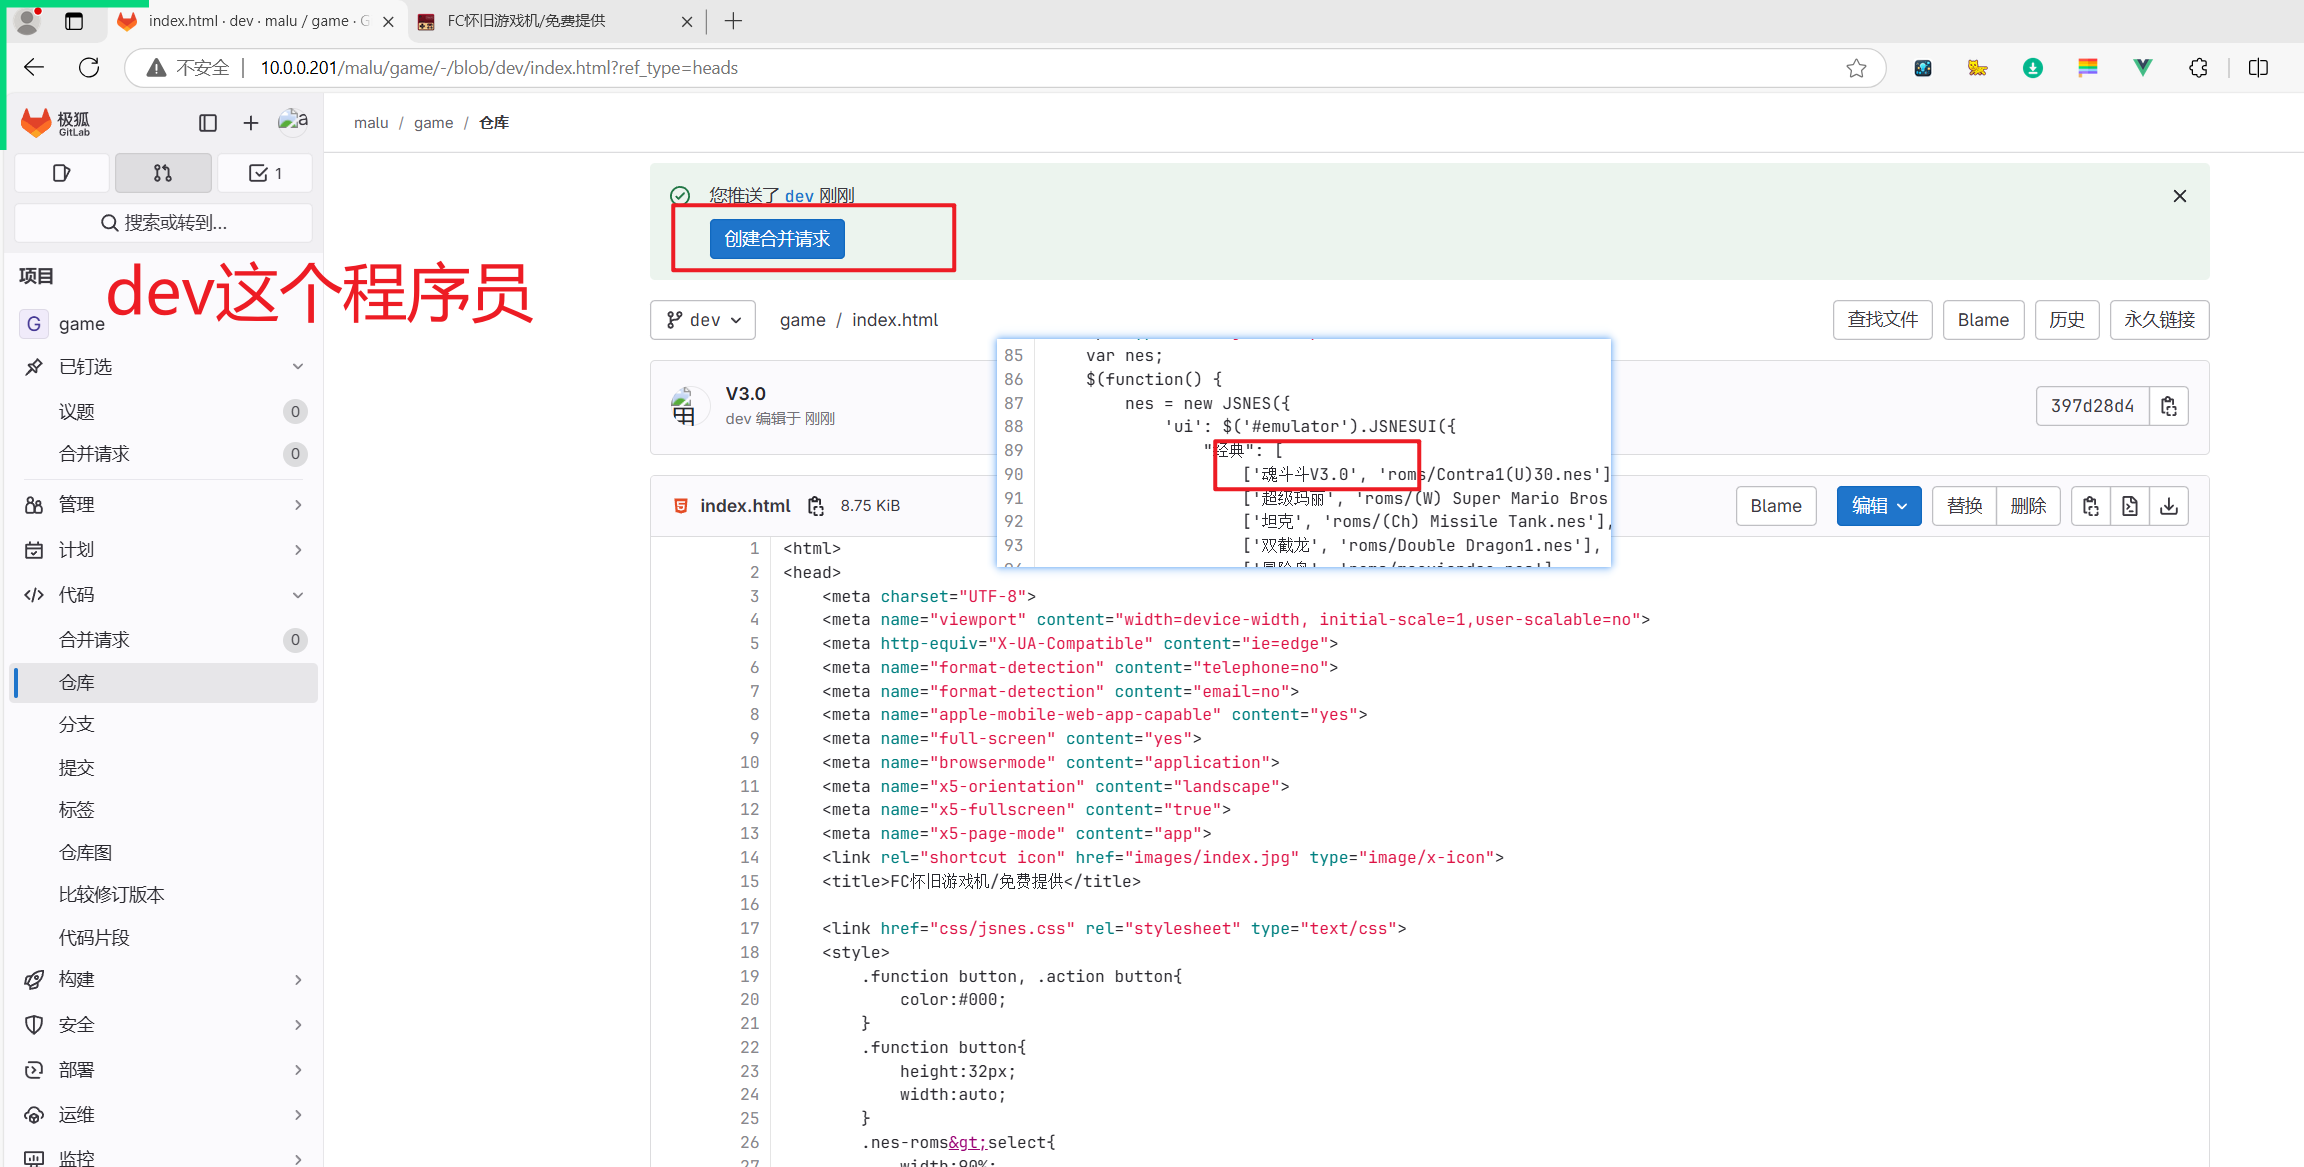 index.html · dev · malu / game · G
FC怀旧游戏机/免费提供
不安全
10.0.0.201/malu/game/-/blob/dev/index.html?ref_type=heads
极狐
GitLab
malu / game / 仓库
1
搜索或转到...
您推送了 dev 刚刚
创建合并请求
项目
dev这个程序员
G game
已钉选
议题 0
合并请求 0
管理
计划
代码
合并请求 0
仓库
分支
提交
标签
仓库图
比较修订版本
代码片段
构建
安全
部署
运维
监控
dev
game / index.html
查找文件
Blame
历史
永久链接
V3.0
dev 编辑于 刚刚
397d28d4
85 var nes;
86 $(function() {
87 nes = new JSNES({
88 'ui': $('#emulator').JSNESUI({
89 "经典": [
90 ['魂斗斗V3.0', 'roms/Contra1(U)30.nes']
91 ['超级玛丽', 'roms/(W) Super Mario Bros
92 ['坦克', 'roms/(Ch) Missile Tank.nes'],
93 ['双截龙', 'roms/Double Dragon1.nes'],
index.html 8.75 KiB
Blame
编辑
替换
删除
1 <html>
2 <head>
3 <meta charset="UTF-8">
4 <meta name="viewport" content="width=device-width, initial-scale=1,user-scalable=no">
5 <meta http-equiv="X-UA-Compatible" content="ie=edge">
6 <meta name="format-detection" content="telephone=no">
7 <meta name="format-detection" content="email=no">
8 <meta name="apple-mobile-web-app-capable" content="yes">
9 <meta name="full-screen" content="yes">
10 <meta name="browsermode" content="application">
11 <meta name="x5-orientation" content="landscape">
12 <meta name="x5-fullscreen" content="true">
13 <meta name="x5-page-mode" content="app">
14 <link rel="shortcut icon" href="images/index.jpg" type="image/x-icon">
15 <title>FC怀旧游戏机/免费提供</title>
16
17 <link href="css/jsnes.css" rel="stylesheet" type="text/css">
18 <style>
19 .function button, .action button{
20 color:#000;
21 }
22 .function button{
23 height:32px;
24 width:auto;
25 }
26 .nes-roms&gt;select{
27 width:90%;